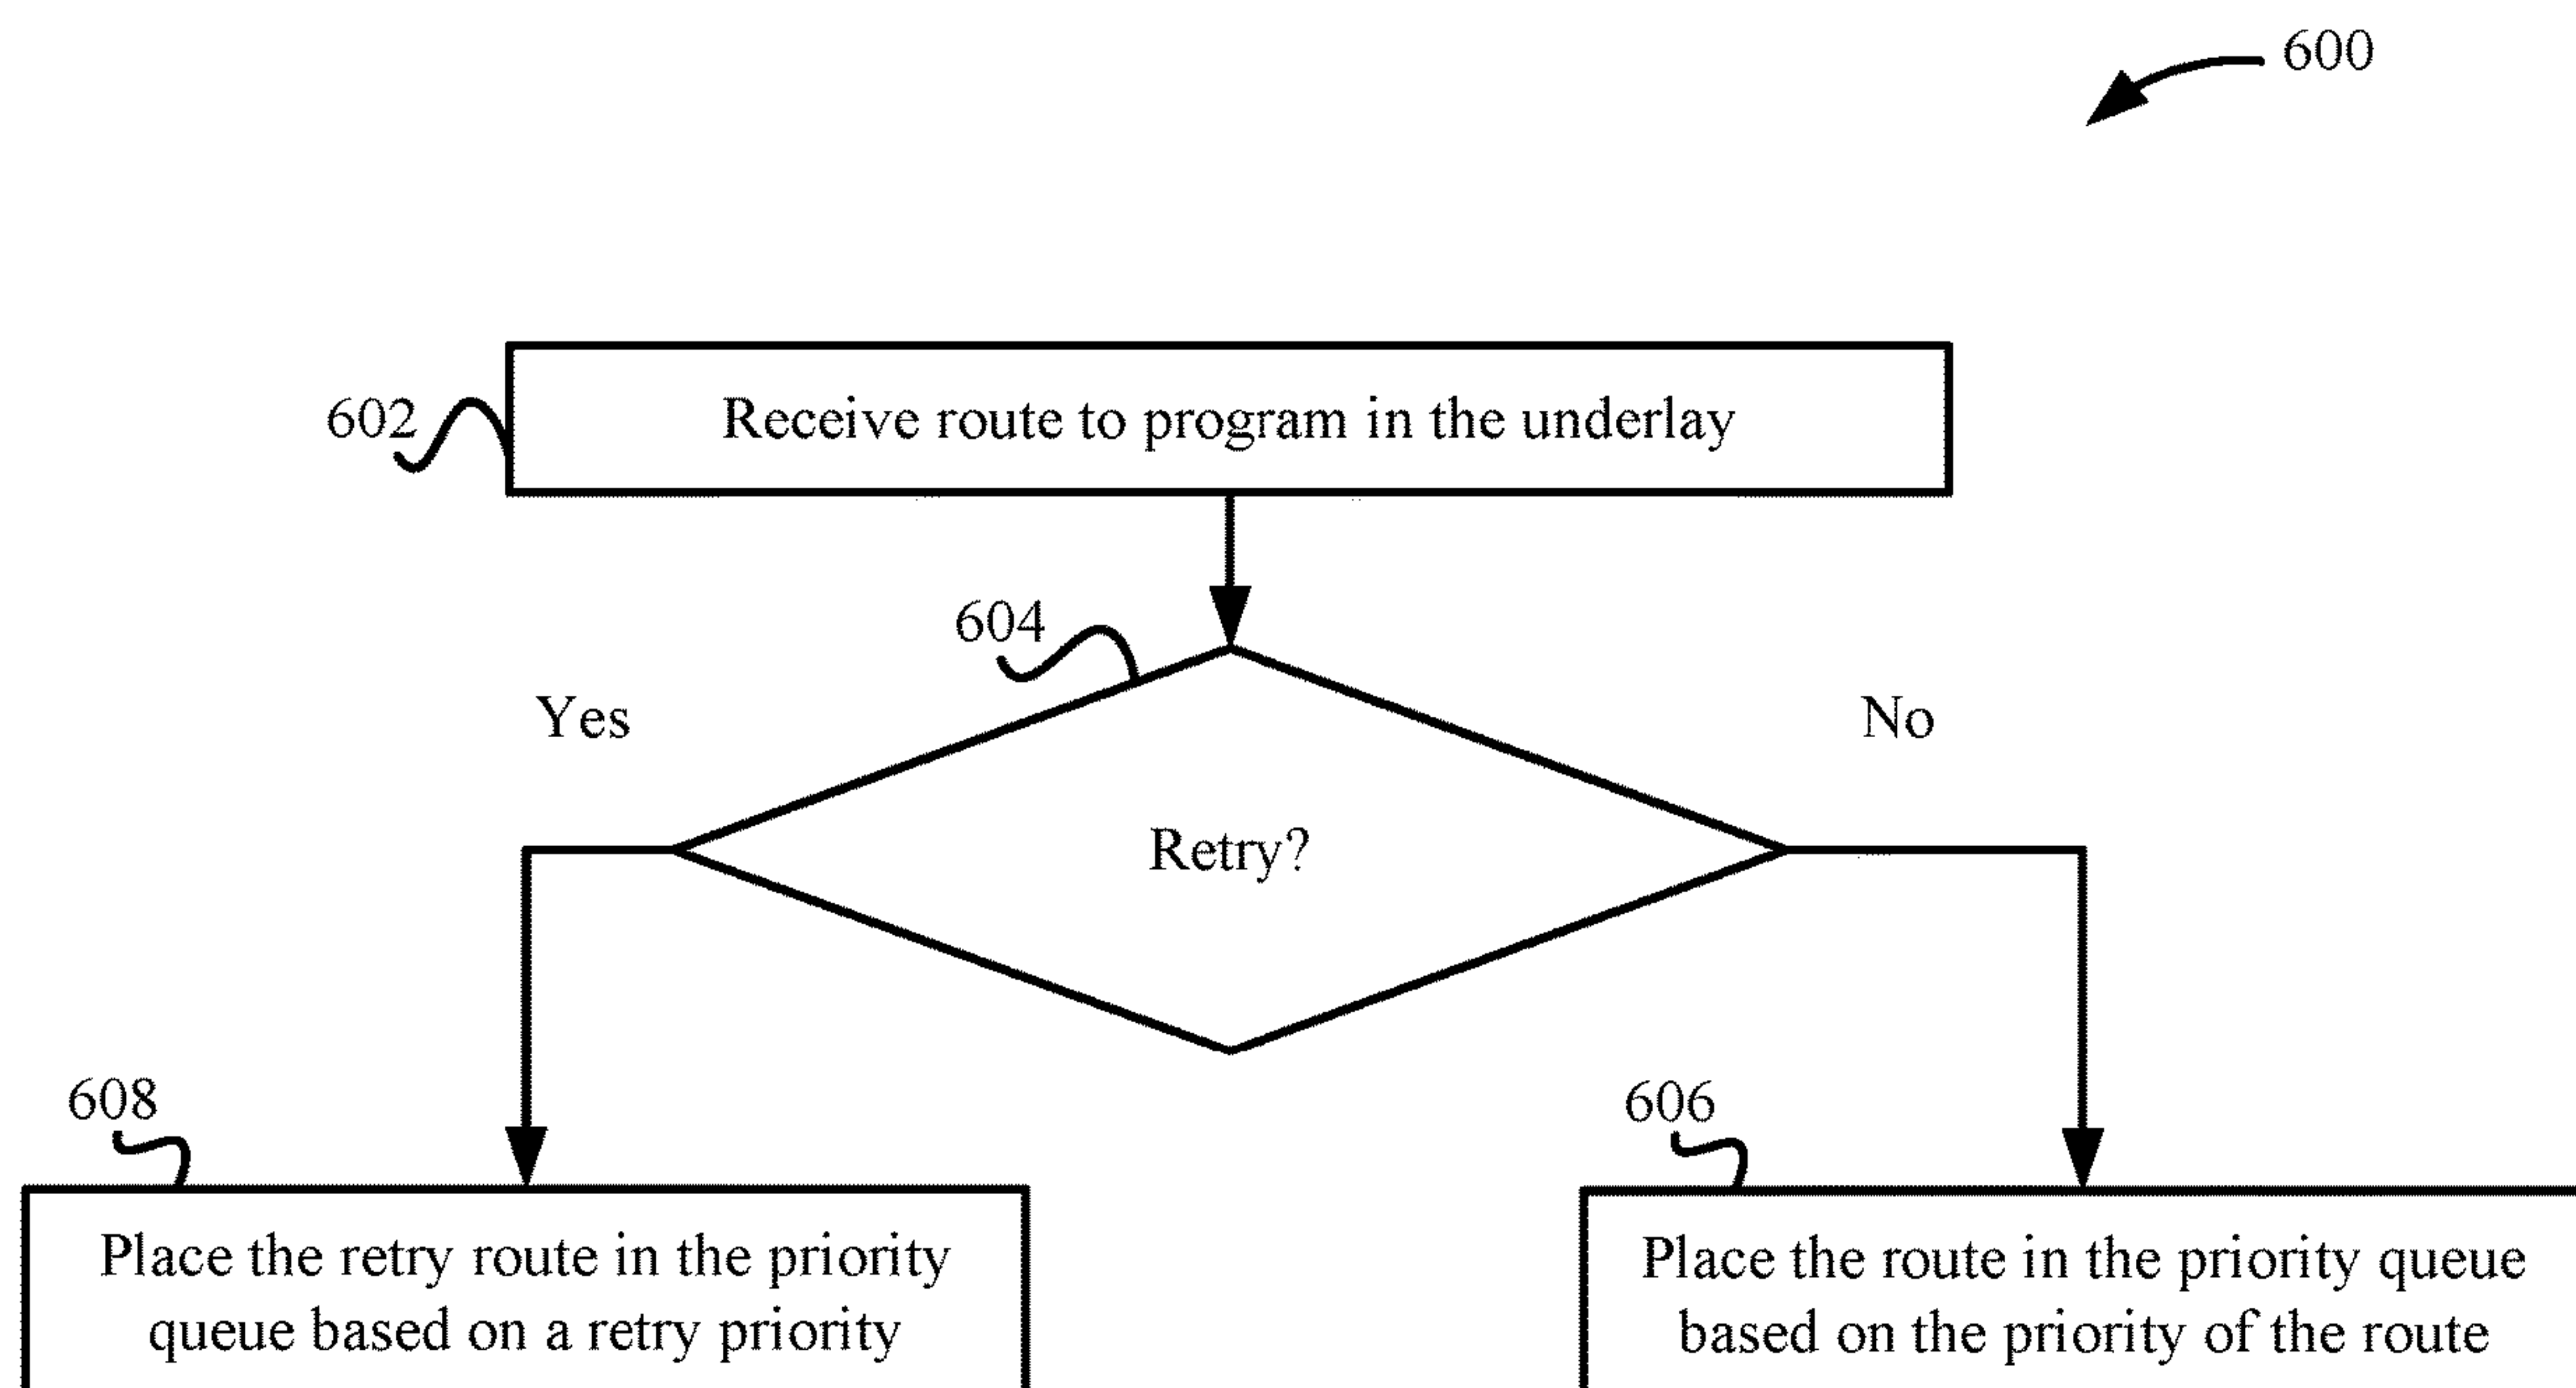 600
602
Receive route to program in the underlay
604
Yes
No
Retry?
608
606
Place the retry route in the priority
queue based on a retry priority
Place the route in the priority queue
based on the priority of the route